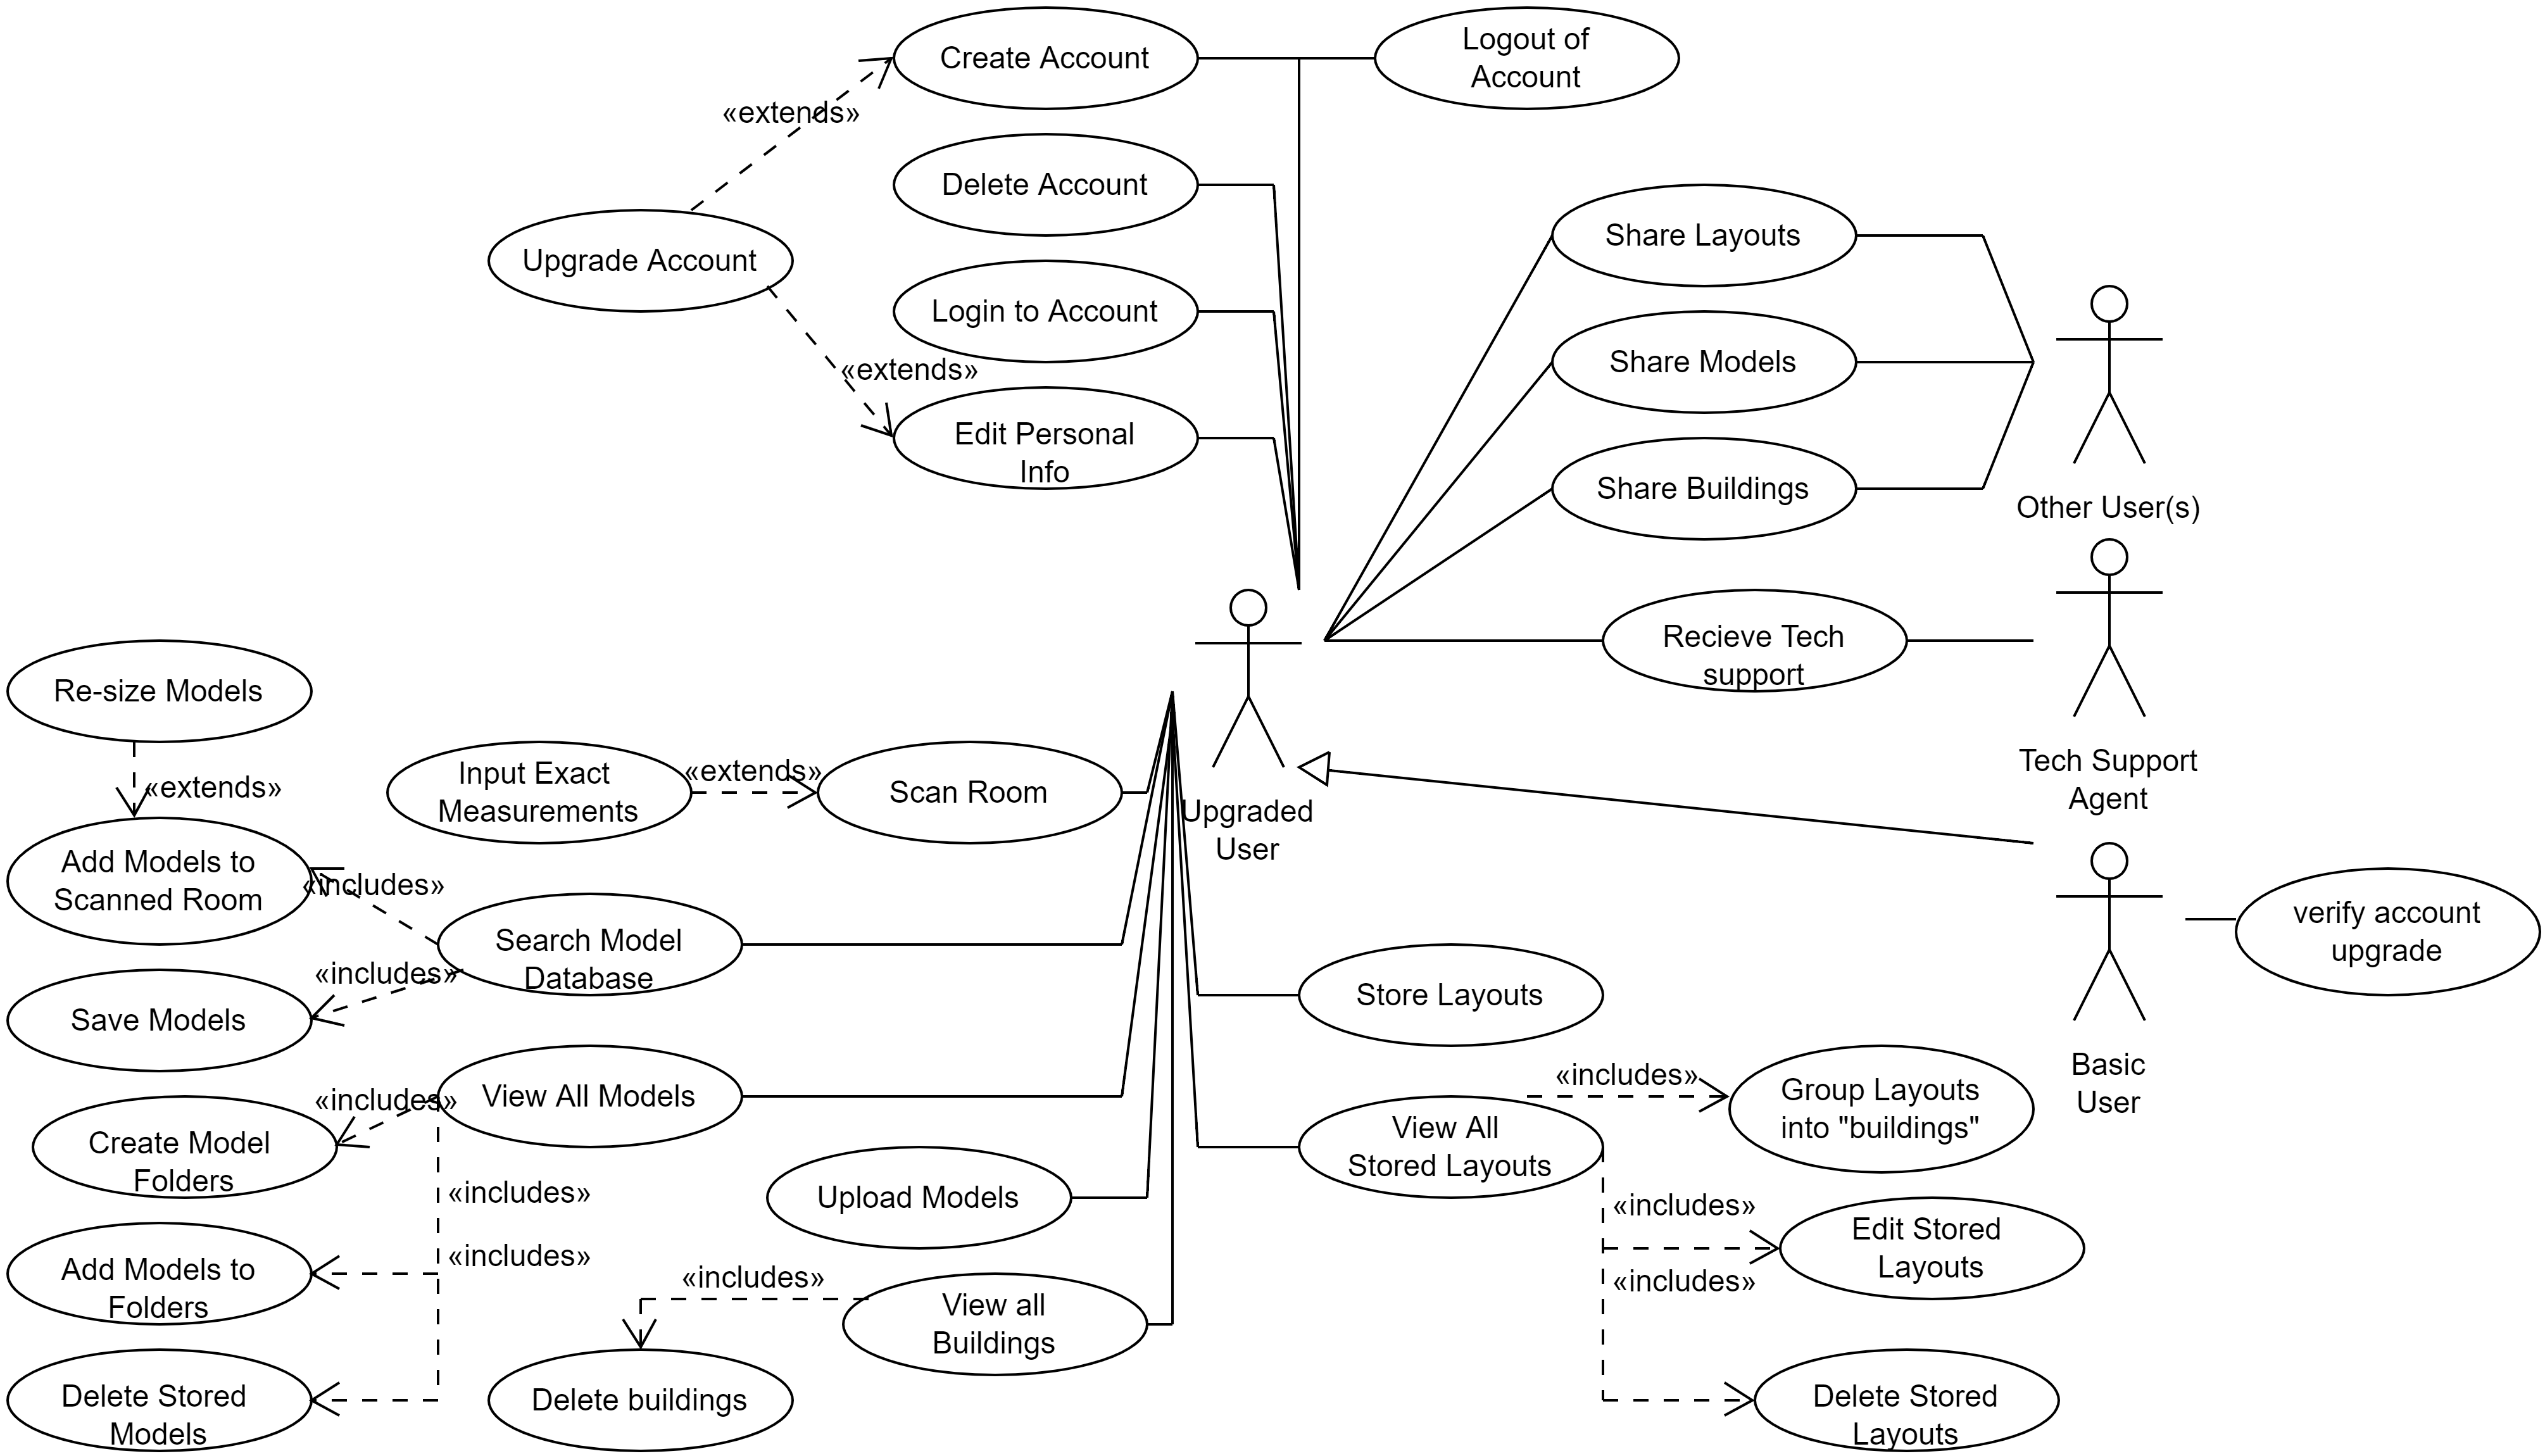 Create Account
Logout of
Account
«extends»
Delete Account
Upgrade Account
Share Layouts
Login to Account
Share Models
«extends»
Edit Personal
Info
Share Buildings
Other User(s)
Recieve Tech
support
Re-size Models
Tech Support
Agent
«extends»
Input Exact
Measurements
«extends»
Scan Room
Upgraded
User
Add Models to
Scanned Room
«includes»
Search Model
Database
verify account
upgrade
«includes»
Save Models
Store Layouts
Basic
User
«includes»
View All Models
«includes»
Group Layouts
into "buildings"
Create Model
Folders
View All
Stored Layouts
«includes»
Upload Models
«includes»
Edit Stored
Layouts
«includes»
Add Models to
Folders
«includes»
View all
Buildings
«includes»
Delete Stored
Models
Delete buildings
Delete Stored
Layouts